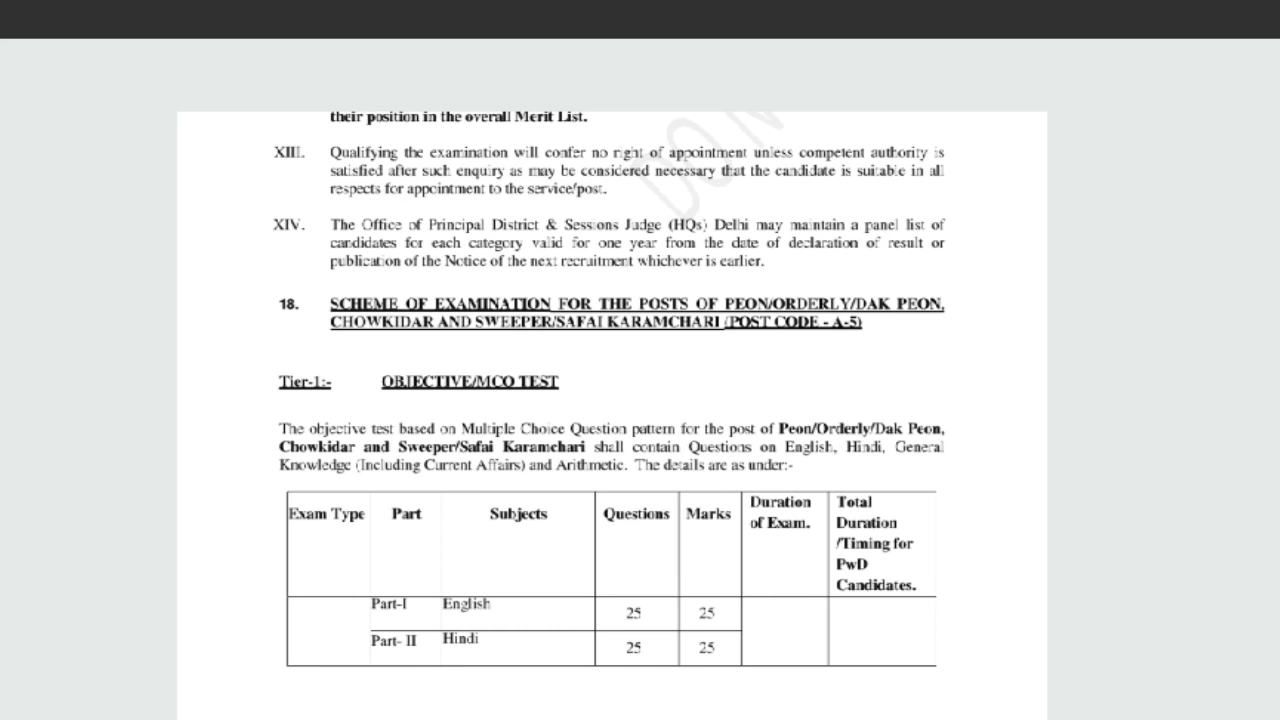 their position in the overall Merit List.
XIII. Qualifying the examination will confer no right of appointment unless competent authority is
satisfied after such enquiry as may be considered necessary that the candidate is suitable in all
respects for appointment to the service/post.
XIV. The Office of Principal District & Sessions Judge (HQs) Delhi may maintain a panel list of
candidates for each category valid for one year from the date of declaration of result or
publication of the Notice of the next recruitment whichever is earlier.
18. SCHEME OF EXAMINATION FOR THE POSTS OF PEON/ORDERLY/DAK PEON,
CHOWKIDAR AND SWEEPER/SAFAI KARAMCHARI (POST CODE - A-5)
Tier-1:- OBJECTIVE/MCQ TEST
The objective test based on Multiple Choice Question pattern for the post of Peon/Orderly/Dak Peon,
Chowkidar and Sweeper/Safai Karamchari shall contain Questions on English, Hindi, General
Knowledge (Including Current Affairs) and Arithmetic. The details are as under:-
Exam Type Part Subjects Questions Marks Duration of Exam. Total Duration /Timing for PwD Candidates.
Part-I English 25 25
Part- II Hindi 25 25